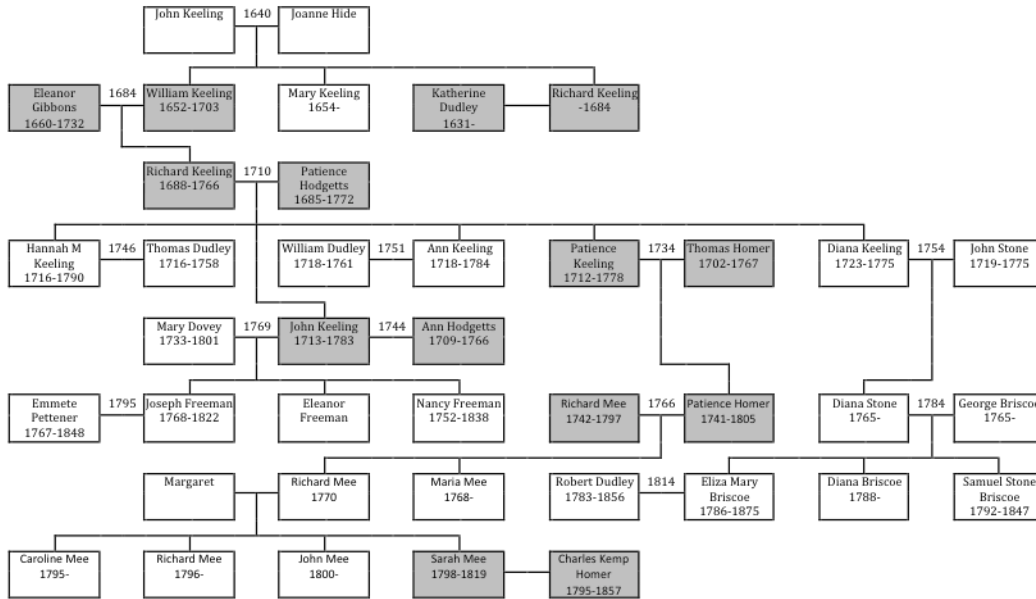 John Keeling
1640
Joanne Hide
Eleanor
Gibbons
1660-1732
1684
William Keeling
1652-1703
Mary Keeling
1654-
Katherine
Dudley
1631-
Richard Keeling
-1684
Richard Keeling
1688-1766
1710
Patience
Hodgetts
1685-1772
Hannah M
Keeling
1716-1790
1746
Thomas Dudley
1716-1758
William Dudley
1718-1761
1751
Ann Keeling
1718-1784
Patience
Keeling
1712-1778
1734
Thomas Homer
1702-1767
Diana Keeling
1723-1775
1754
John Stone
1719-1775
Mary Dovey
1733-1801
1769
John Keeling
1713-1783
1744
Ann Hodgetts
1709-1766
Emmete
Pettener
1767-1848
1795
Joseph Freeman
1768-1822
Eleanor
Freeman
Nancy Freeman
1752-1838
Richard Mee
1742-1797
1766
Patience Homer
1741-1805
Diana Stone
1765-
1784
George Briscoe
1765-
Margaret
Richard Mee
1770
Maria Mee
1768-
Robert Dudley
1783-1856
1814
Eliza Mary
Briscoe
1786-1875
Diana Briscoe
1788-
Samuel Stone
Briscoe
1792-1847
Caroline Mee
1795-
Richard Mee
1796-
John Mee
1800-
Sarah Mee
1798-1819
Charles Kemp
Homer
1795-1857